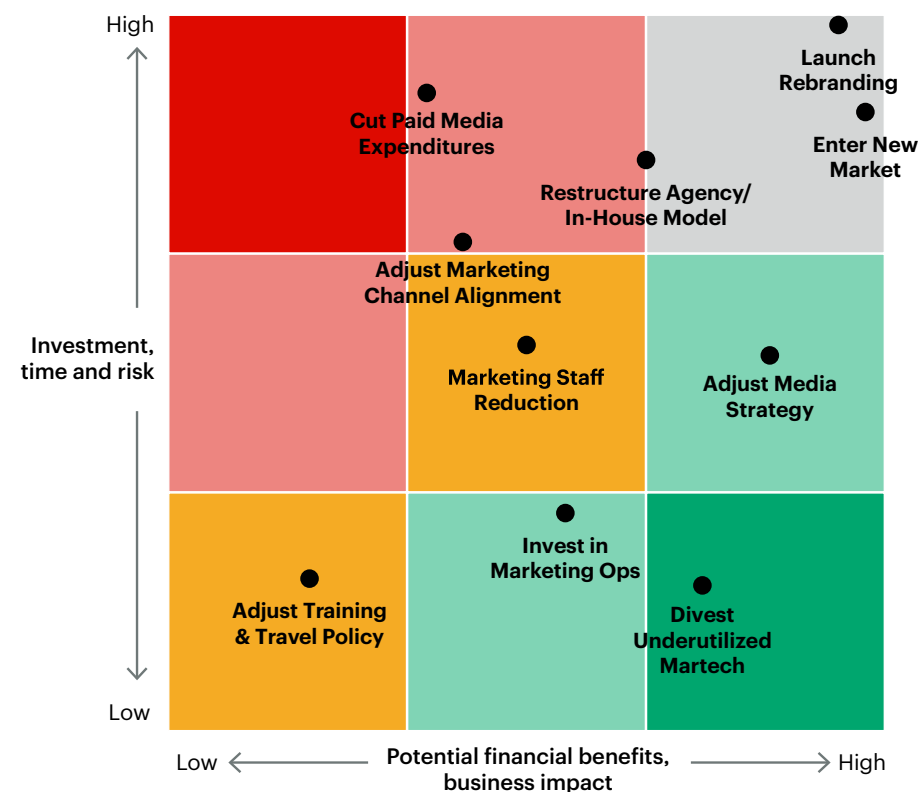 High
Launch
Rebranding
Cut Paid Media
Expenditures
Enter New
Market
Restructure Agency/
In-House Model
Adjust Marketing
Channel Alignment
Investment,
time and risk
Marketing Staff
Reduction
Adjust Media
Strategy
Invest in
Marketing Ops
Adjust Training
& Travel Policy
Divest
Underutilized
Martech
Low
Low
Potential financial benefits,
business impact
High